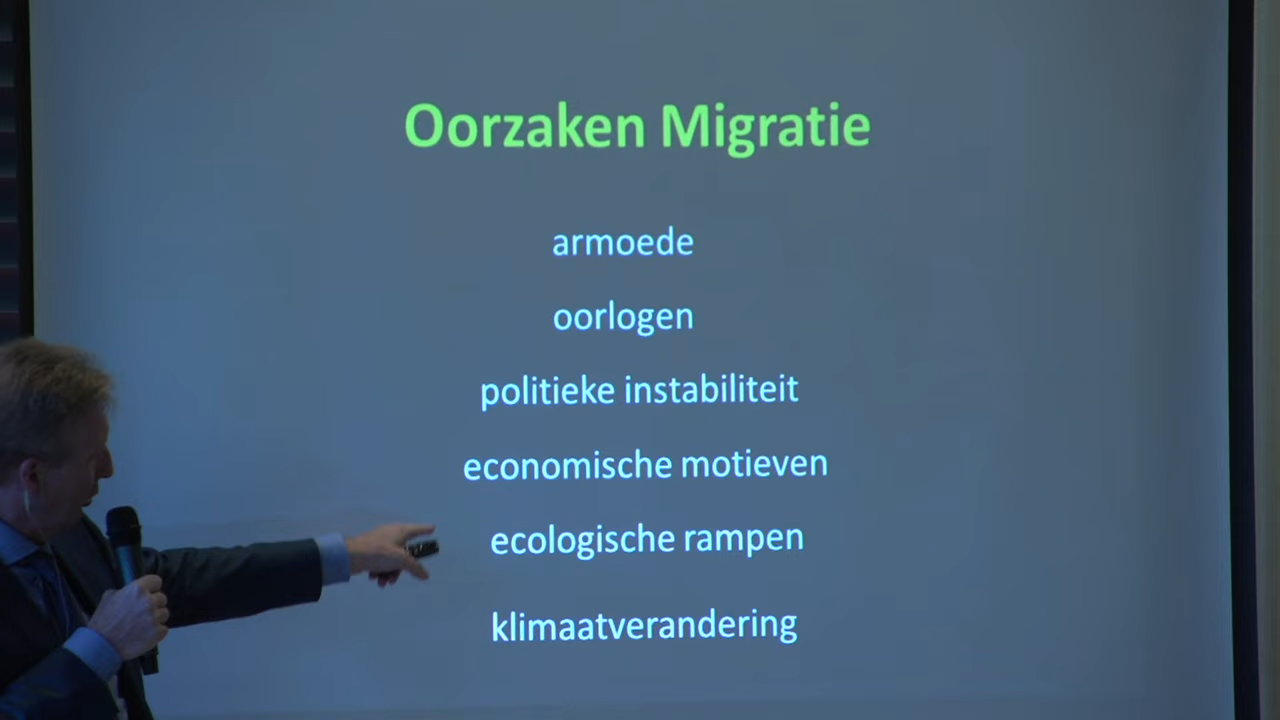 Oorzaken Migratie
armoede
oorlogen
politieke instabiliteit
economische motieven
ecologische rampen
klimaatverandering